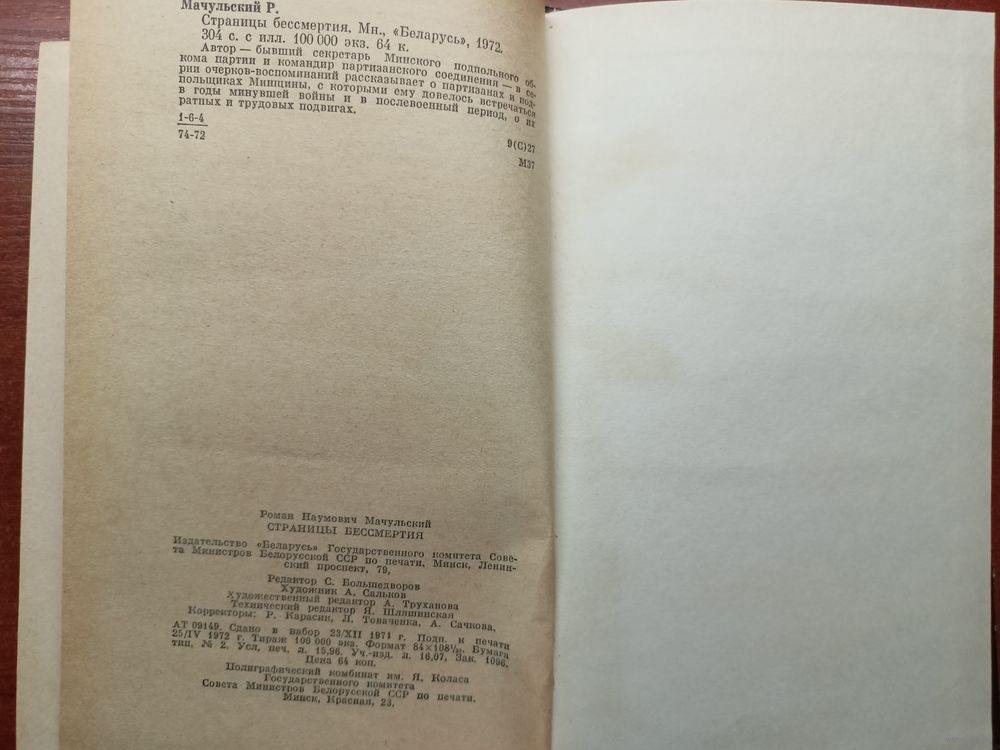 Мачульский Р.
Страницы бессмертия. Мн., «Беларусь», 1972.
304 с. с илл. 100 000 экз. 64 к.
Автор — бывший секретарь Минского подпольного об-
кома партии и командир партизанского соединения — в се-
рии очерков-воспоминаний рассказывает о партизанах и под-
польщиках Минщины, с которыми ему довелось встречаться
в годы минувшей войны и в послевоенный период, о их
ратных и трудовых подвигах.
1-6-4
74-72
9(С)27
М37
Роман Наумович Мачульский
СТРАНИЦЫ БЕССМЕРТИЯ
Издательство «Беларусь» Государственного комитета Сове-
та Министров Белорусской ССР по печати. Минск, Ленин-
ский проспект, 79.
Редактор С. Большедворов
Художник А. Сальков
Художественный редактор А. Труханова
Технический редактор Я. Шляшинская
Корректоры: Р. Карасик, Л. Товаченка, А. Сачкова.
АТ 09149. Сдано в набор 23/XII 1971 г. Подп. к печати
25/IV 1972 г. Тираж 100 000 экз. Формат 84×108¹/₃₂. Бумага
тип. № 2. Усл. печ. л. 15,96. Уч.-изд. л. 16,07. Зак. 1096.
Цена 64 коп.
Полиграфический комбинат им. Я. Коласа
Государственного комитета
Совета Министров Белорусской ССР по печати.
Минск, Красная, 23.